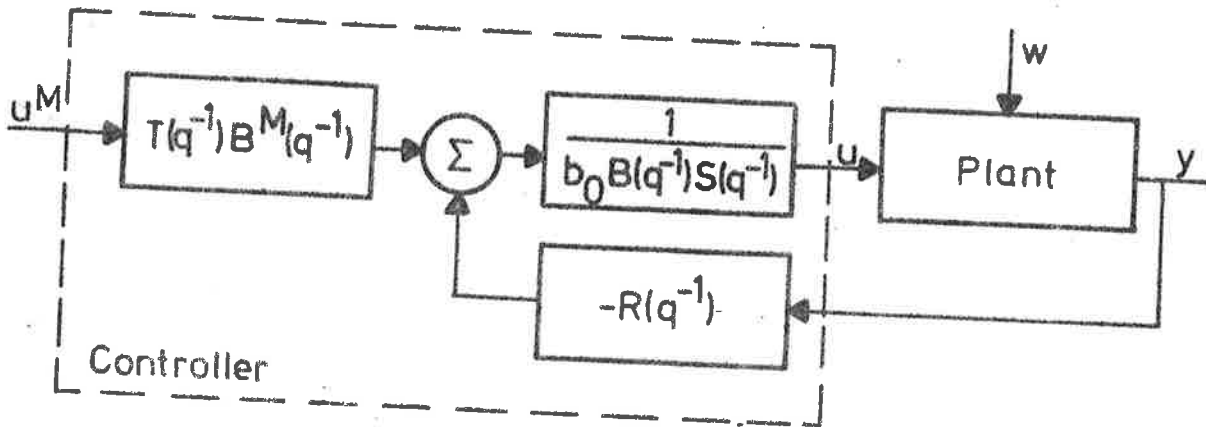 u^M
T(q^{-1})B^M(q^{-1})
Σ
1
b_0B(q^{-1})S(q^{-1})
u
w
Plant
y
-R(q^{-1})
Controller